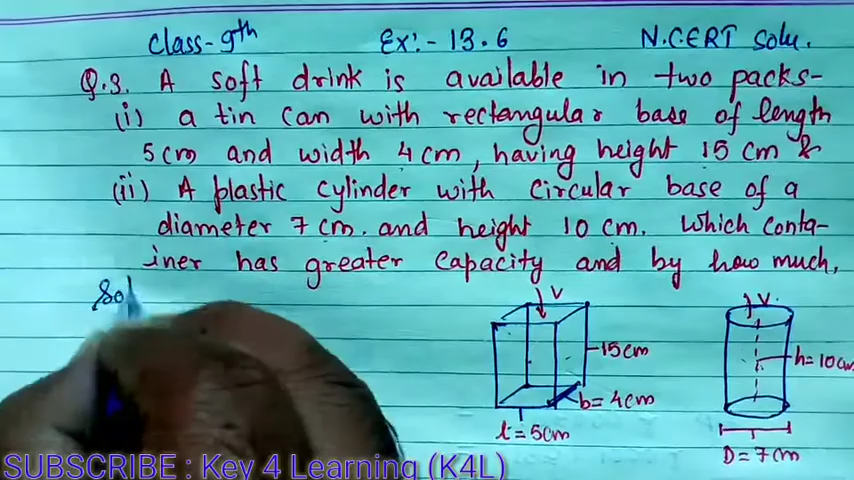 Class-9th Ex:- 13.6 N.CERT Solu.
Q.3. A soft drink is available in two packs-
(i) a tin can with rectangular base of length
5cm and width 4cm, having height 15 cm &
(ii) A plastic cylinder with circular base of a
diameter 7 cm. and height 10 cm. Which conta-
iner has greater capacity and by how much.
Sol
V
V
15cm
h=10cm
b=4cm
l=5cm
D=7cm
SUBSCRIBE : Key 4 Learning (K4L)